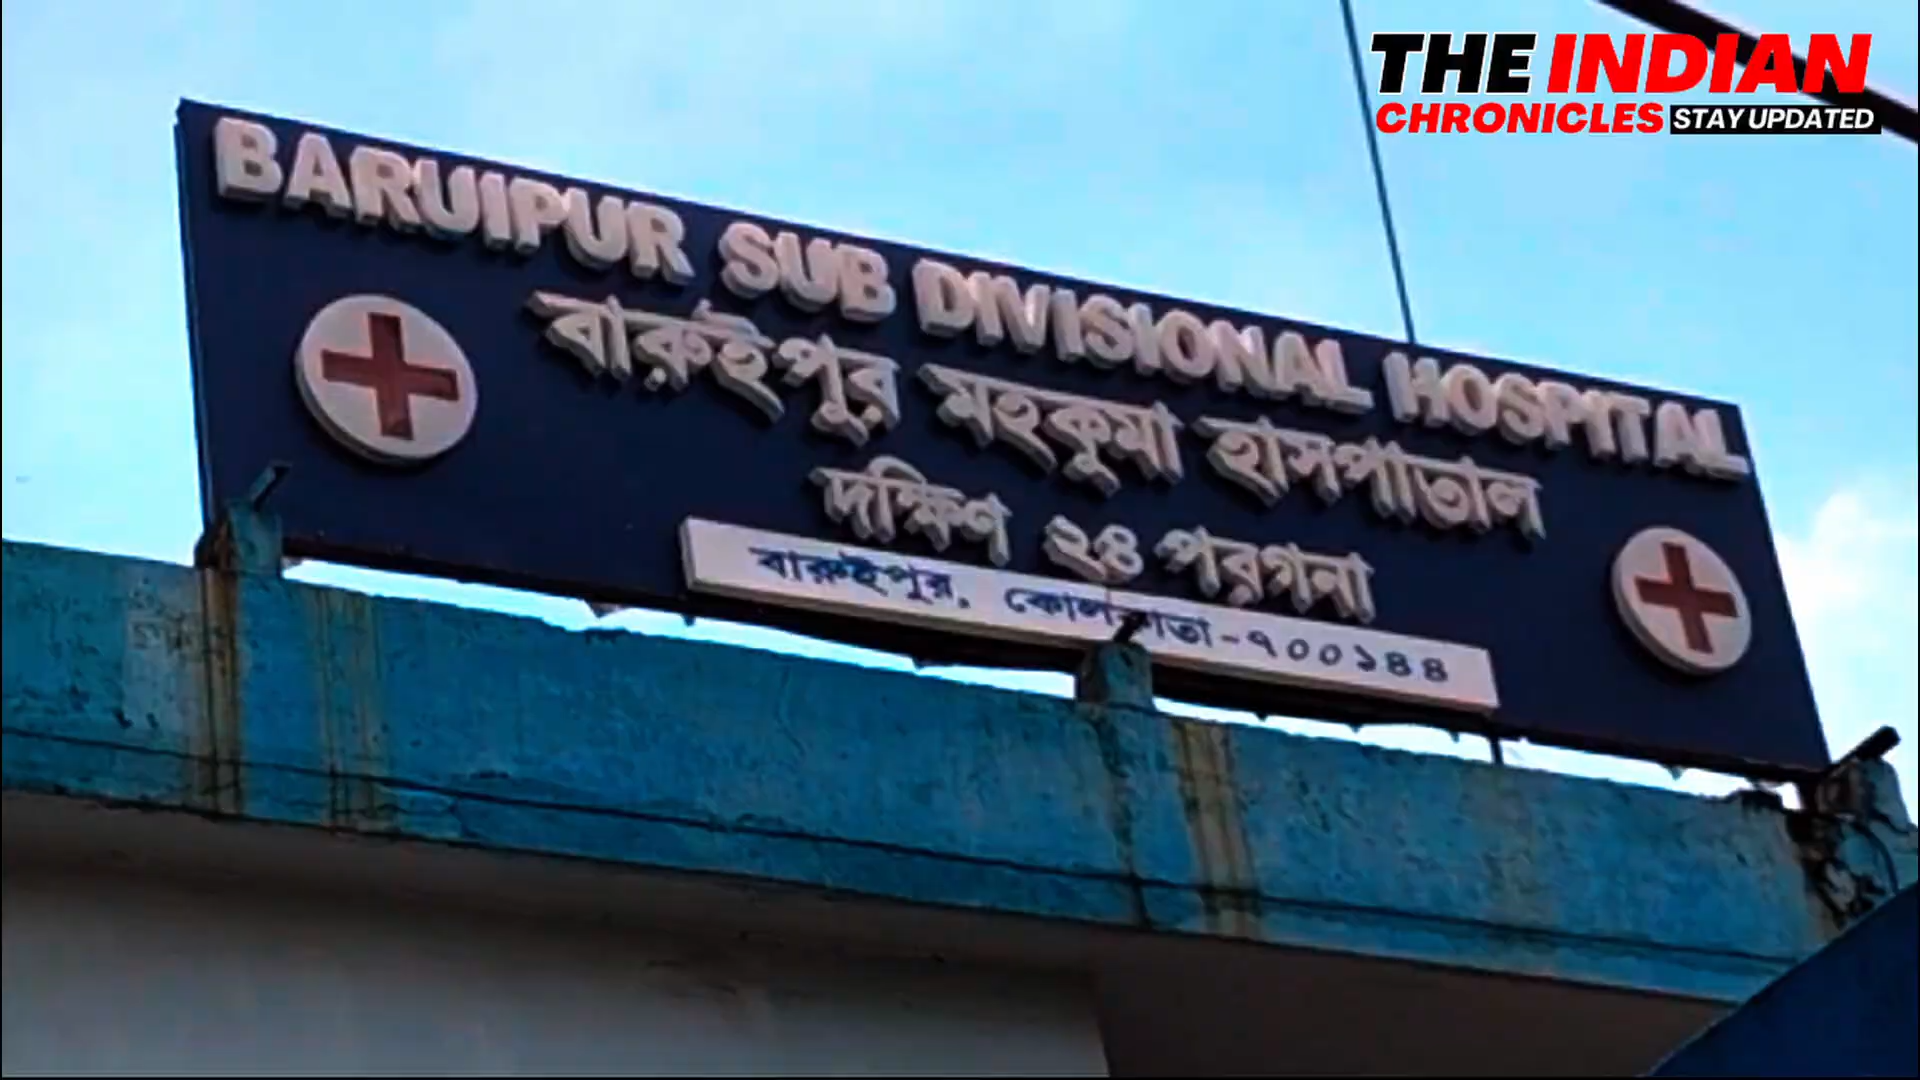 THE INDIAN
CHRONICLES STAY UPDATED
BARUIPUR SUB DIVISIONAL HOSPITAL
বারুইপুর মহকুমা হাসপাতাল
দক্ষিণ ২৪ পরগনা
বারুইপুর, কোলকাতা-৭০০১৪৪